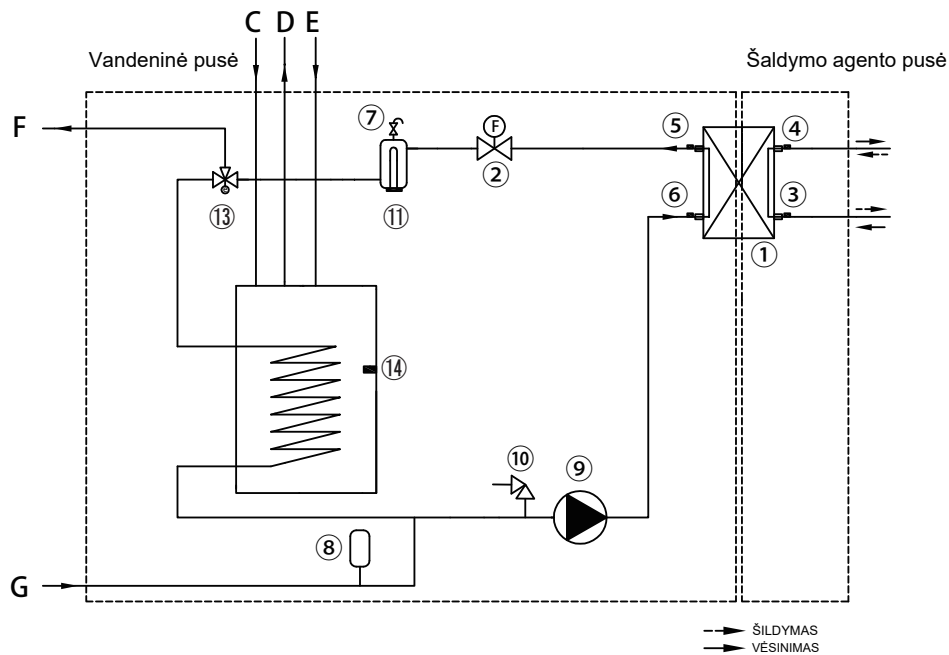 C D E
Vandeninė pusė
Šaldymo agento pusė
F
⑦
F
⑤
④
②
⑬
⑪
⑥
③
①
⑭
⑩
⑨
⑧
G
ŠILDYMAS
VĖSINIMAS